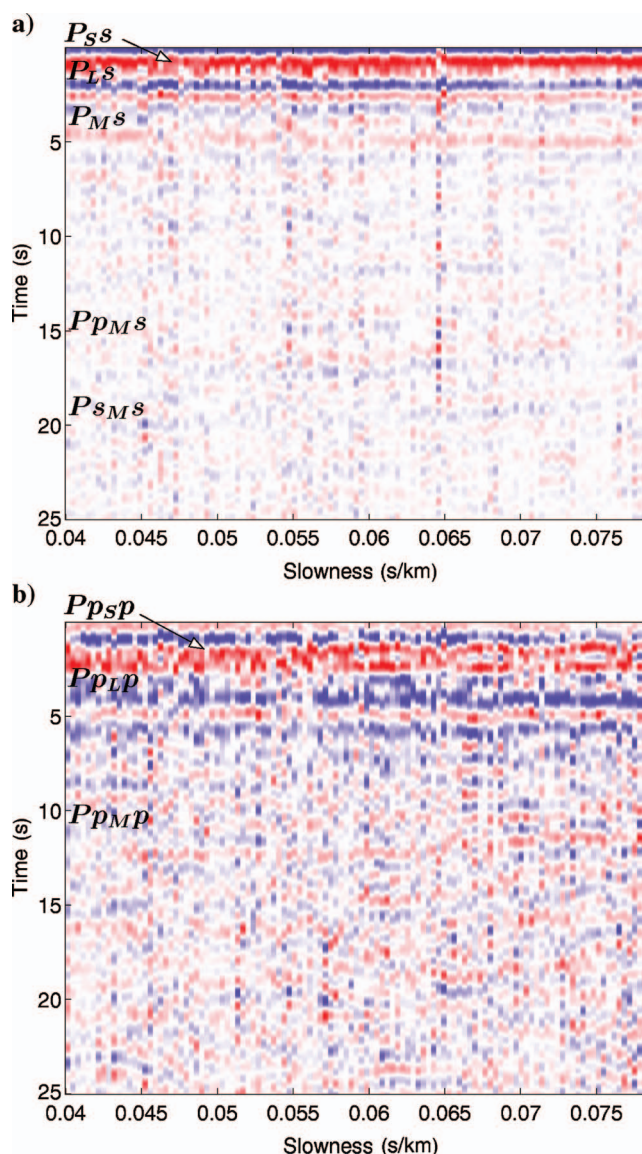 a)
P_S s
P_L s
P_M s
Pp_M s
Ps_M s
5
10
15
20
25
Time (s)
0.04 0.045 0.05 0.055 0.06 0.065 0.07 0.075
Slowness (s/km)
b)
Pp_S p
Pp_L p
Pp_M p
5
10
15
20
25
Time (s)
0.04 0.045 0.05 0.055 0.06 0.065 0.07 0.075
Slowness (s/km)